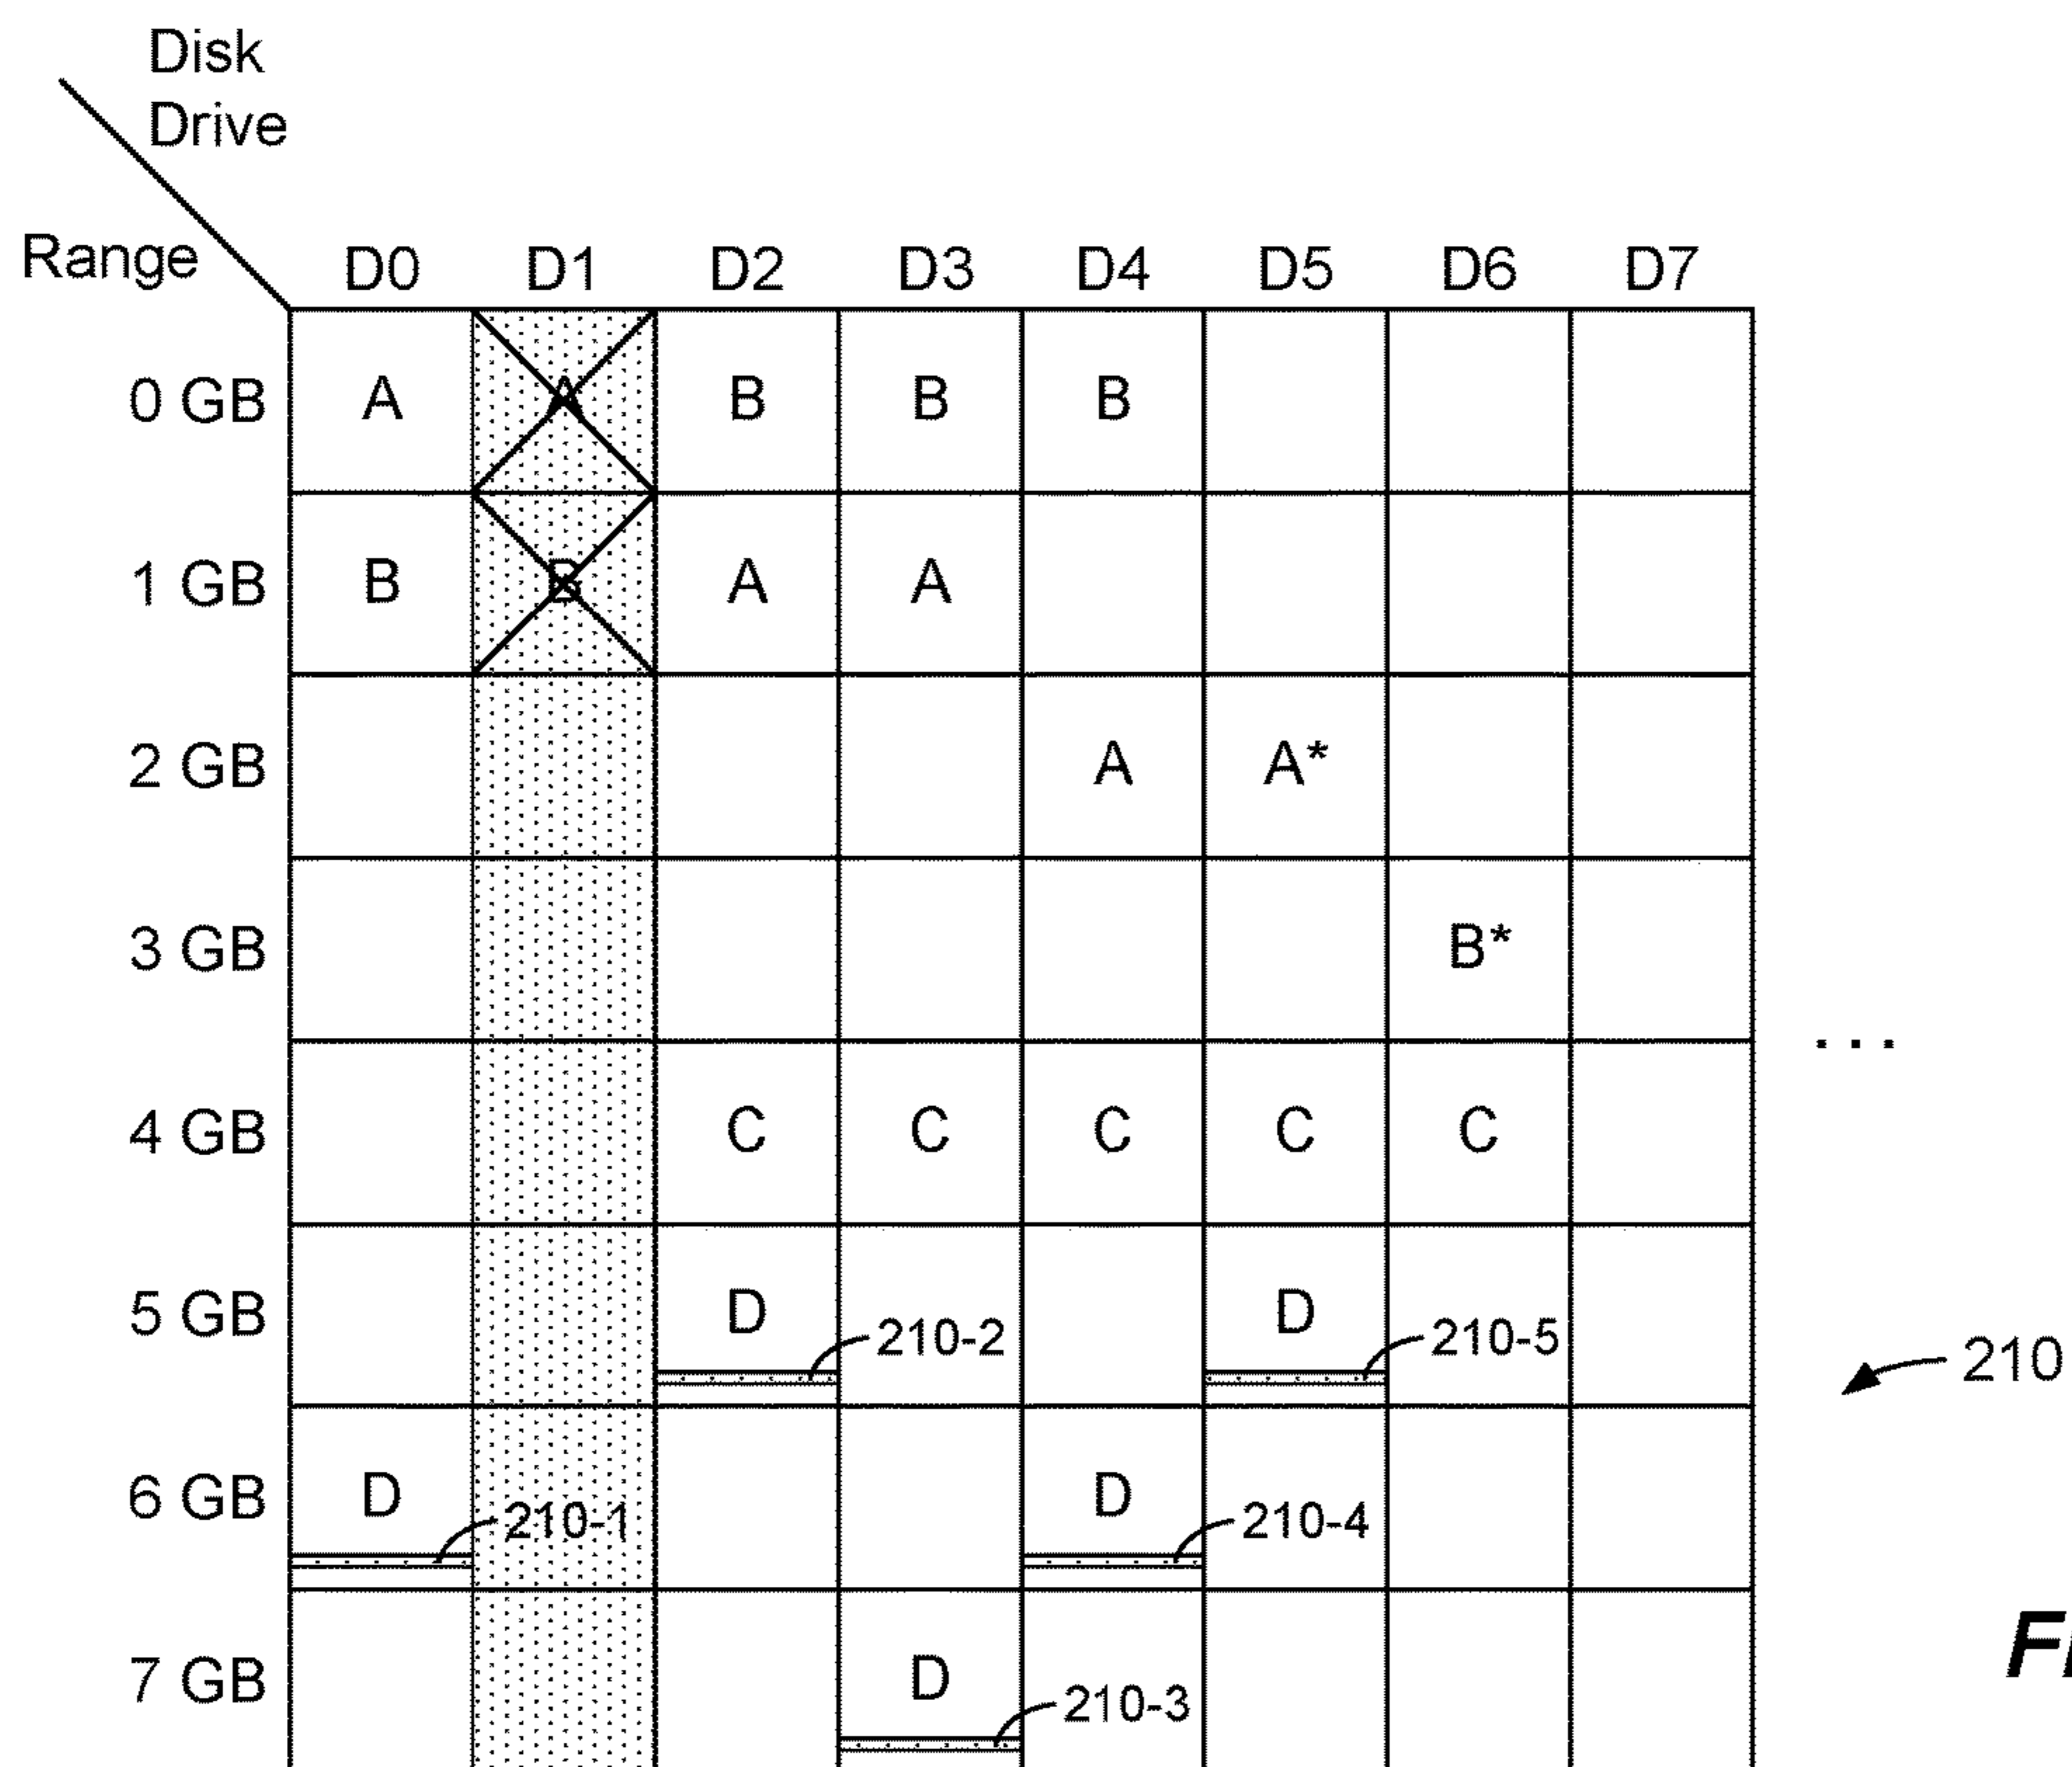 Disk
Drive
Range D0 D1 D2 D3 D4 D5 D6 D7
0 GB A A B B B
1 GB B B A A
2 GB A A*
3 GB B*
...
4 GB C C C C C
5 GB D D
210-2 210-5
210
6 GB D D
210-1 210-4
7 GB D
210-3